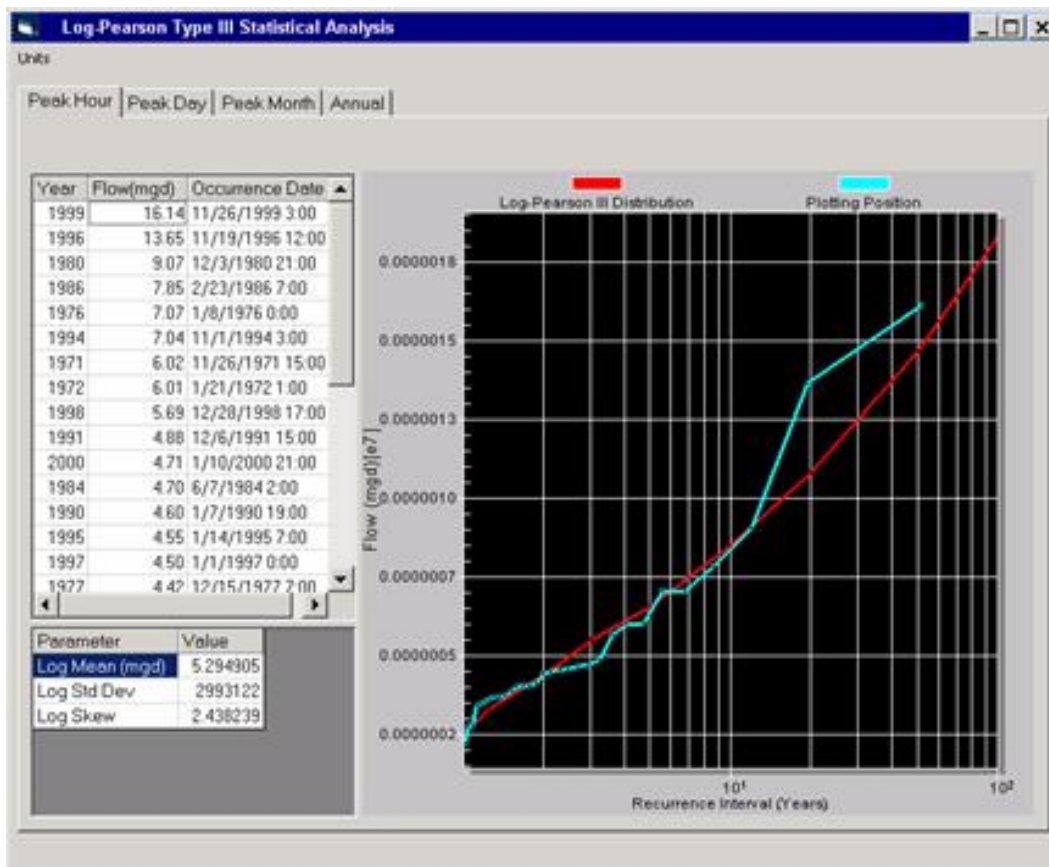 Log-Pearson Type III Statistical Analysis
Units
Peak Hour Peak Day Peak Month Annual
Year Flow(mgd) Occurrence Date
1999 16.14 11/26/1999 3:00
1996 13.65 11/19/1996 12:00
1980 9.07 12/3/1980 21:00
1986 7.85 2/23/1986 7:00
1976 7.07 1/8/1976 0:00
1994 7.04 11/1/1994 3:00
1971 6.02 11/26/1971 15:00
1972 6.01 1/21/1972 1:00
1998 5.69 12/28/1998 17:00
1991 4.88 12/6/1991 15:00
2000 4.71 1/10/2000 21:00
1984 4.70 6/7/1984 2:00
1990 4.60 1/7/1990 19:00
1995 4.55 1/14/1995 7:00
1997 4.50 1/1/1997 0:00
1977 4.42 12/15/1977 7:00
Parameter Value
Log Mean (mgd) 5.294905
Log Std Dev 2993122
Log Skew 2.438239
Log-Pearson III Distribution Plotting Position
0.0000018
0.0000015
0.0000013
0.0000010
0.0000007
0.0000005
0.0000002
Flow (mgd)[e7]
10¹ 10²
Recurrence Interval (Years)